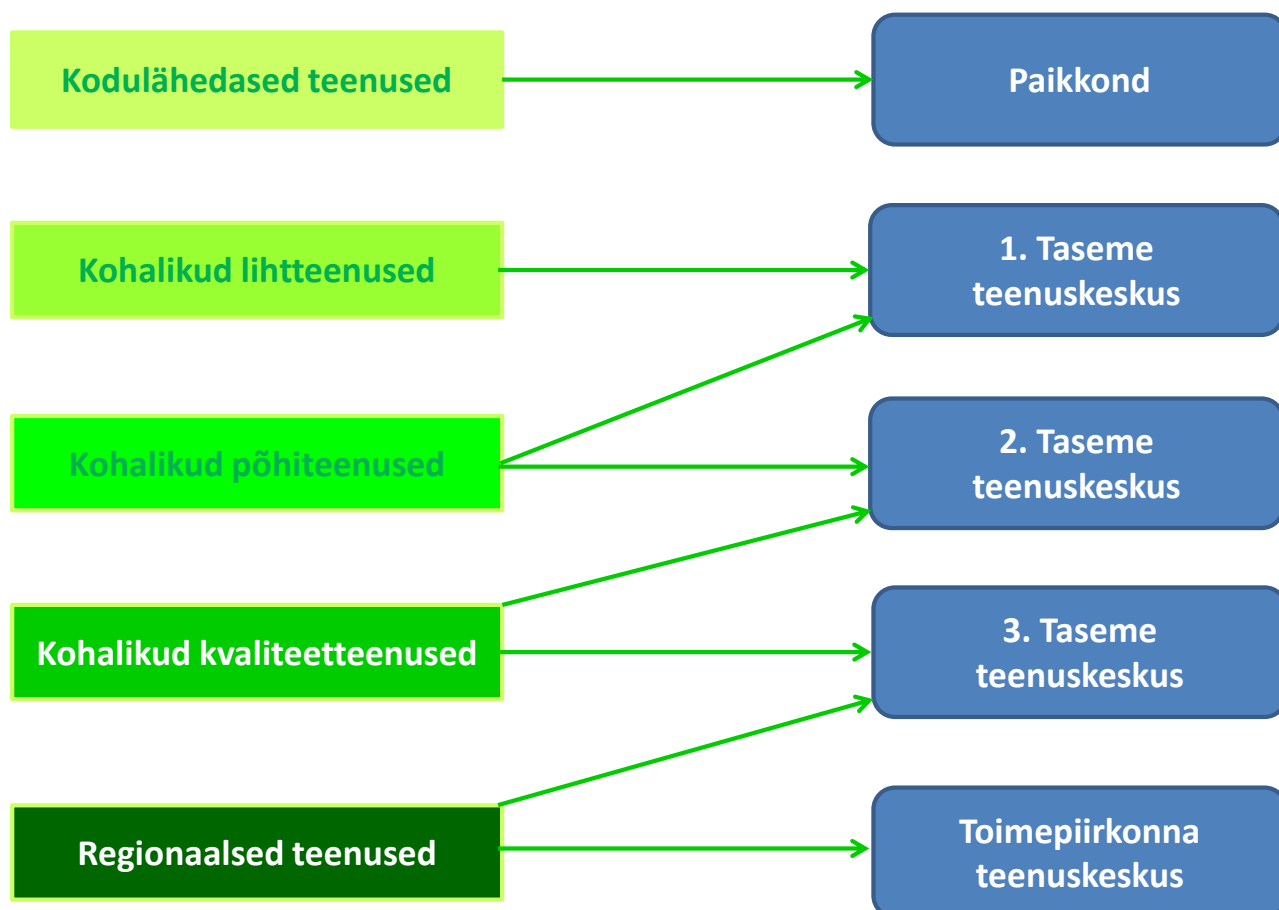 Kodulähedased teenused
Paikkond
Kohalikud lihtteenused
1. Taseme
teenuskeskus
Kohalikud põhiteenused
2. Taseme
teenuskeskus
Kohalikud kvaliteetteenused
3. Taseme
teenuskeskus
Regionaalsed teenused
Toimepiirkonna
teenuskeskus